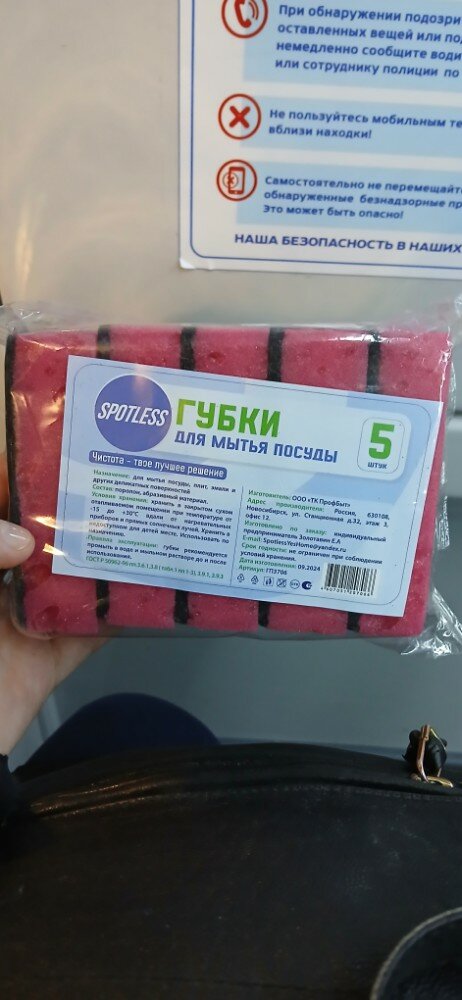 При обнаружении подозри
оставленных вещей или по
немедленно сообщите води
или сотруднику полиции по
Не пользуйтесь мобильным те
вблизи находки!
Самостоятельно не перемещайт
обнаруженные безнадзорные пр
Это может быть опасно!
НАША БЕЗОПАСНОСТЬ В НАШИХ
SPOTLESS
ГУБКИ
ДЛЯ МЫТЬЯ ПОСУДЫ
5
ШТУК
Чистота - твое лучшее решение
Назначение: для мытья посуды, плит, эмали и
других деликатных поверхностей
Состав: поролон, абразивный материал.
Условия хранения: хранить в закрытом сухом
отапливаемом помещении при температуре от
-15 до +30°C вдали от нагревательных
приборов и прямых солнечных лучей. Хранить в
недоступном для детей месте. Использовать по
назначению.
Правила эксплуатации: губки рекомендуется
промыть в воде и мыльном растворе до и после
использования.
Изготовитель: ООО «ТК Профбыт»
Адрес производителя: Россия, 630108,
Новосибирск, ул. Станционная д.32, этаж 3,
офис 12.
Изготовлено по заказу: индивидуальный
предприниматель Золотавин Е.А
E-mail: SpotlessYesHome@yandex.ru
Срок годности: не ограничен при соблюдении
условий хранения.
Дата изготовления: 09.2024
Артикул: ГП3706